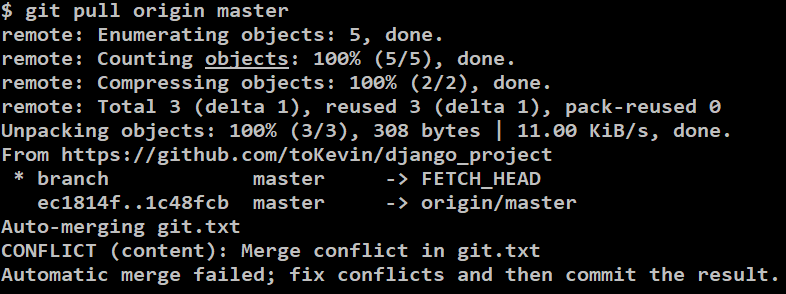 $ git pull origin master
remote: Enumerating objects: 5, done.
remote: Counting objects: 100% (5/5), done.
remote: Compressing objects: 100% (2/2), done.
remote: Total 3 (delta 1), reused 3 (delta 1), pack-reused 0
Unpacking objects: 100% (3/3), 308 bytes | 11.00 KiB/s, done.
From https://github.com/toKevin/django_project
 * branch            master     -> FETCH_HEAD
   ec1814f..1c48fcb  master     -> origin/master
Auto-merging git.txt
CONFLICT (content): Merge conflict in git.txt
Automatic merge failed; fix conflicts and then commit the result.